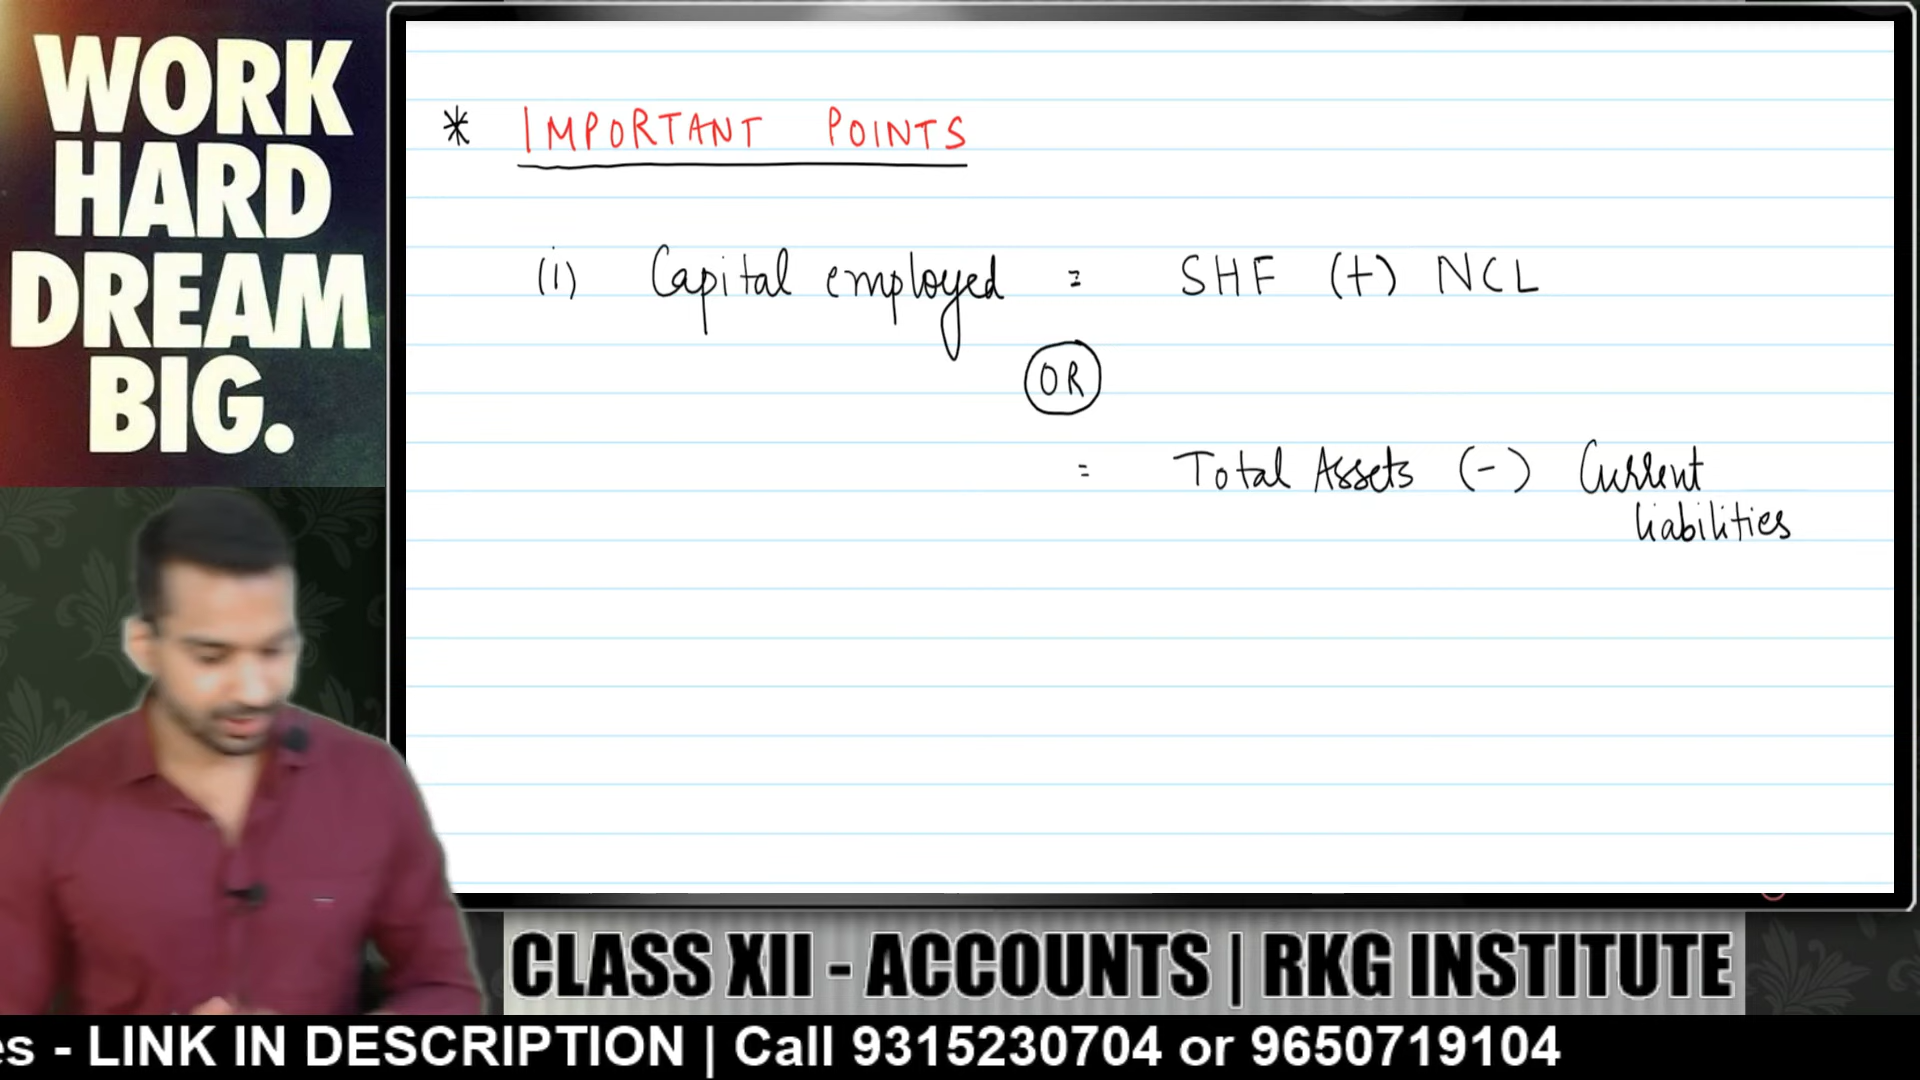 WORK
HARD
DREAM
BIG.
* IMPORTANT POINTS
(i) Capital employed = SHF (+) NCL
OR
= Total Assets (-) Current
liabilities
CLASS XII - ACCOUNTS | RKG INSTITUTE
es - LINK IN DESCRIPTION | Call 9315230704 or 9650719104